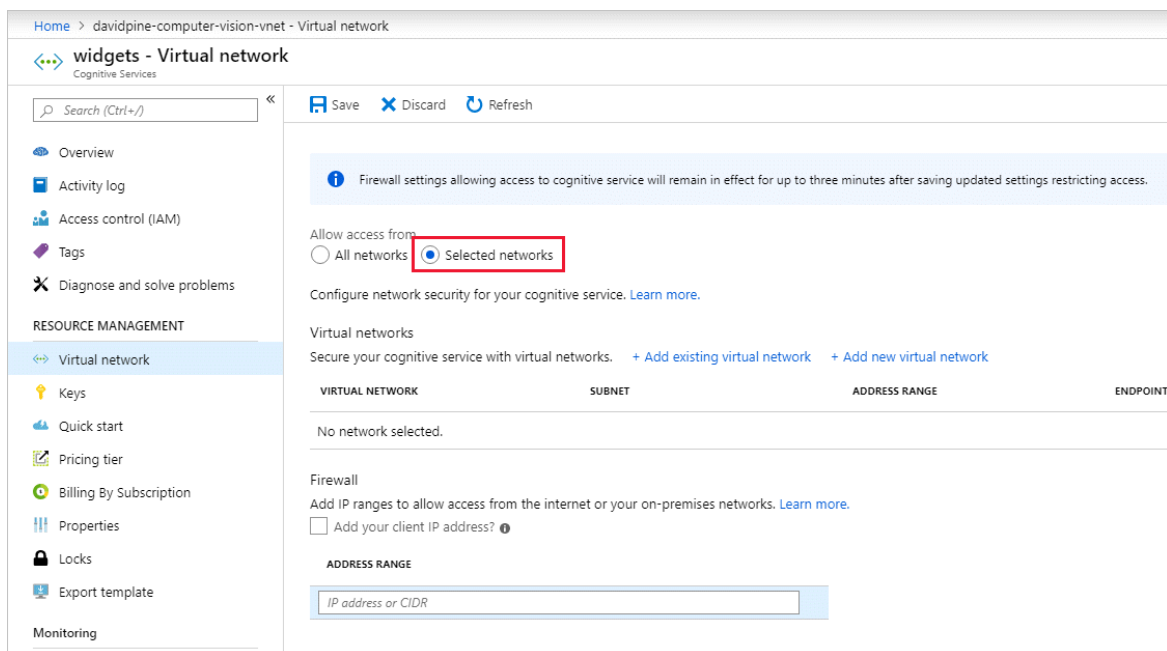 Home > davidpine-computer-vision-vnet - Virtual network
widgets - Virtual network
Cognitive Services
Search (Ctrl+/)
«
Overview
Activity log
Access control (IAM)
Tags
Diagnose and solve problems
RESOURCE MANAGEMENT
Virtual network
Keys
Quick start
Pricing tier
Billing By Subscription
Properties
Locks
Export template
Monitoring
Save Discard Refresh
Firewall settings allowing access to cognitive service will remain in effect for up to three minutes after saving updated settings restricting access.
Allow access from
All networks Selected networks
Configure network security for your cognitive service. Learn more.
Virtual networks
Secure your cognitive service with virtual networks. + Add existing virtual network + Add new virtual network
VIRTUAL NETWORK SUBNET ADDRESS RANGE ENDPOINT
No network selected.
Firewall
Add IP ranges to allow access from the internet or your on-premises networks. Learn more.
Add your client IP address?
ADDRESS RANGE
IP address or CIDR